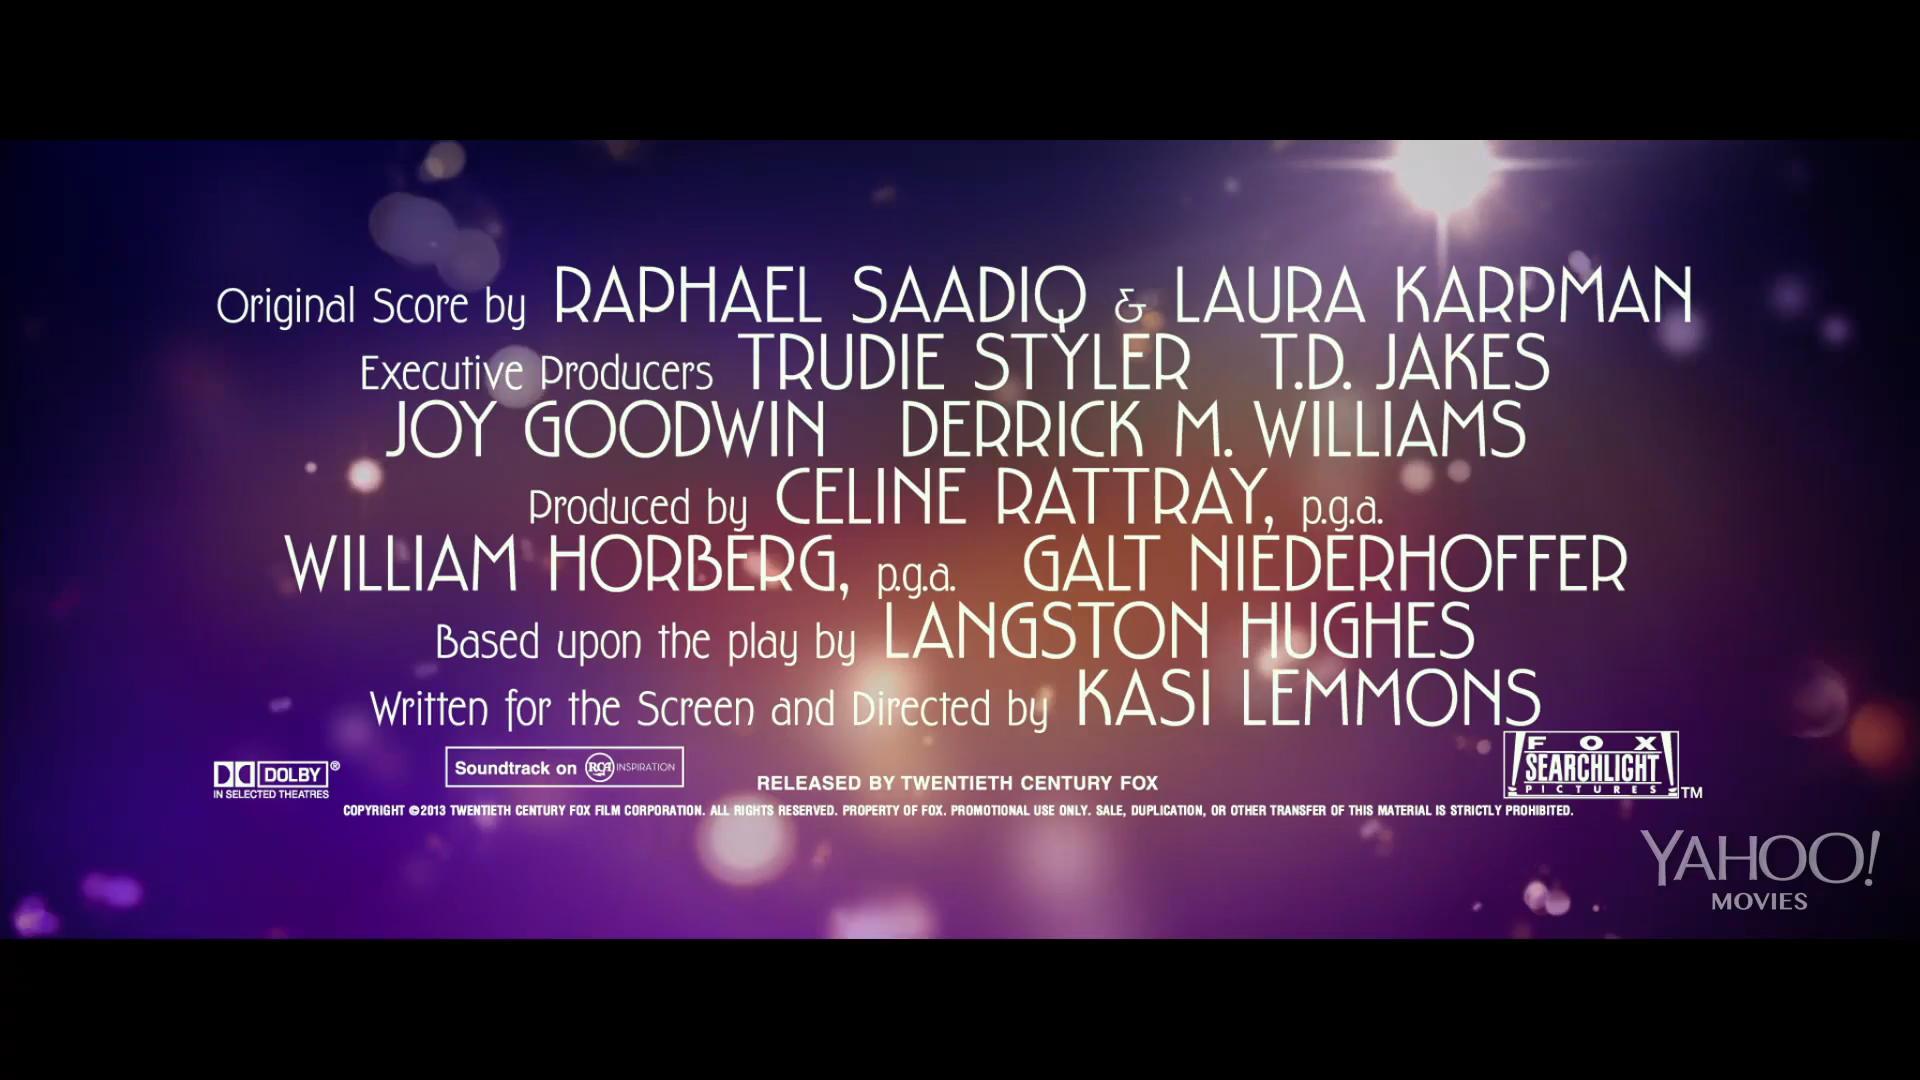 Original Score by RAPHAEL SAADIQ & LAURA KARPMAN
Executive Producers TRUDIE STYLER T.D. JAKES
JOY GOODWIN DERRICK M. WILLIAMS
Produced by CELINE RATTRAY, p.g.a.
WILLIAM HORBERG, p.g.a. GALT NIEDERHOFFER
Based upon the play by LANGSTON HUGHES
Written for the Screen and Directed by KASI LEMMONS
DOLBY ®
IN SELECTED THEATRES
Soundtrack on RCA INSPIRATION
RELEASED BY TWENTIETH CENTURY FOX
FOX
SEARCHLIGHT
PICTURES TM
COPYRIGHT ©2013 TWENTIETH CENTURY FOX FILM CORPORATION. ALL RIGHTS RESERVED. PROPERTY OF FOX. PROMOTIONAL USE ONLY. SALE, DUPLICATION, OR OTHER TRANSFER OF THIS MATERIAL IS STRICTLY PROHIBITED.
YAHOO!
MOVIES